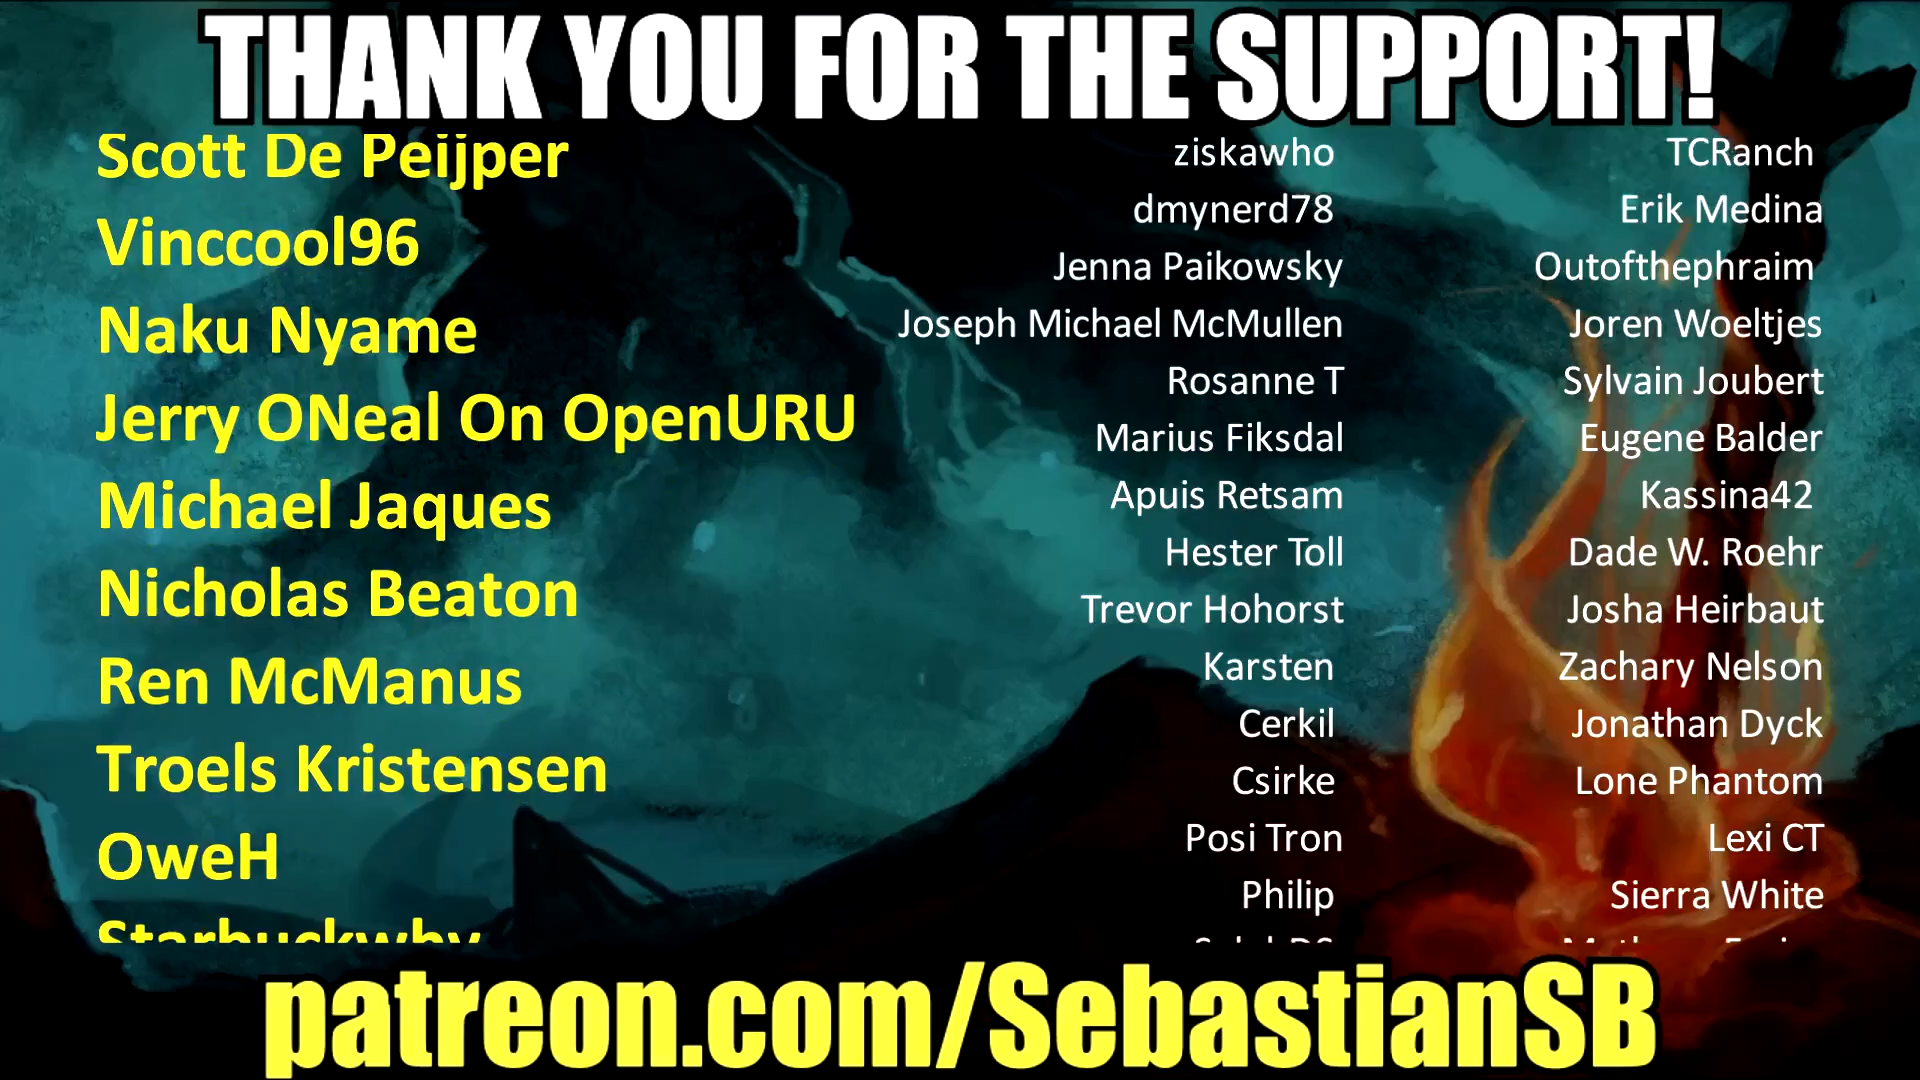 THANK YOU FOR THE SUPPORT!
Scott De Peijper
Vinccool96
Naku Nyame
Jerry ONeal On OpenURU
Michael Jaques
Nicholas Beaton
Ren McManus
Troels Kristensen
OweH
Starbuckwhy
ziskawho
dmynerd78
Jenna Paikowsky
Joseph Michael McMullen
Rosanne T
Marius Fiksdal
Apuis Retsam
Hester Toll
Trevor Hohorst
Karsten
Cerkil
Csirke
Posi Tron
Philip
TCRanch
Erik Medina
Outofthephraim
Joren Woeltjes
Sylvain Joubert
Eugene Balder
Kassina42
Dade W. Roehr
Josha Heirbaut
Zachary Nelson
Jonathan Dyck
Lone Phantom
Lexi CT
Sierra White
patreon.com/SebastianSB